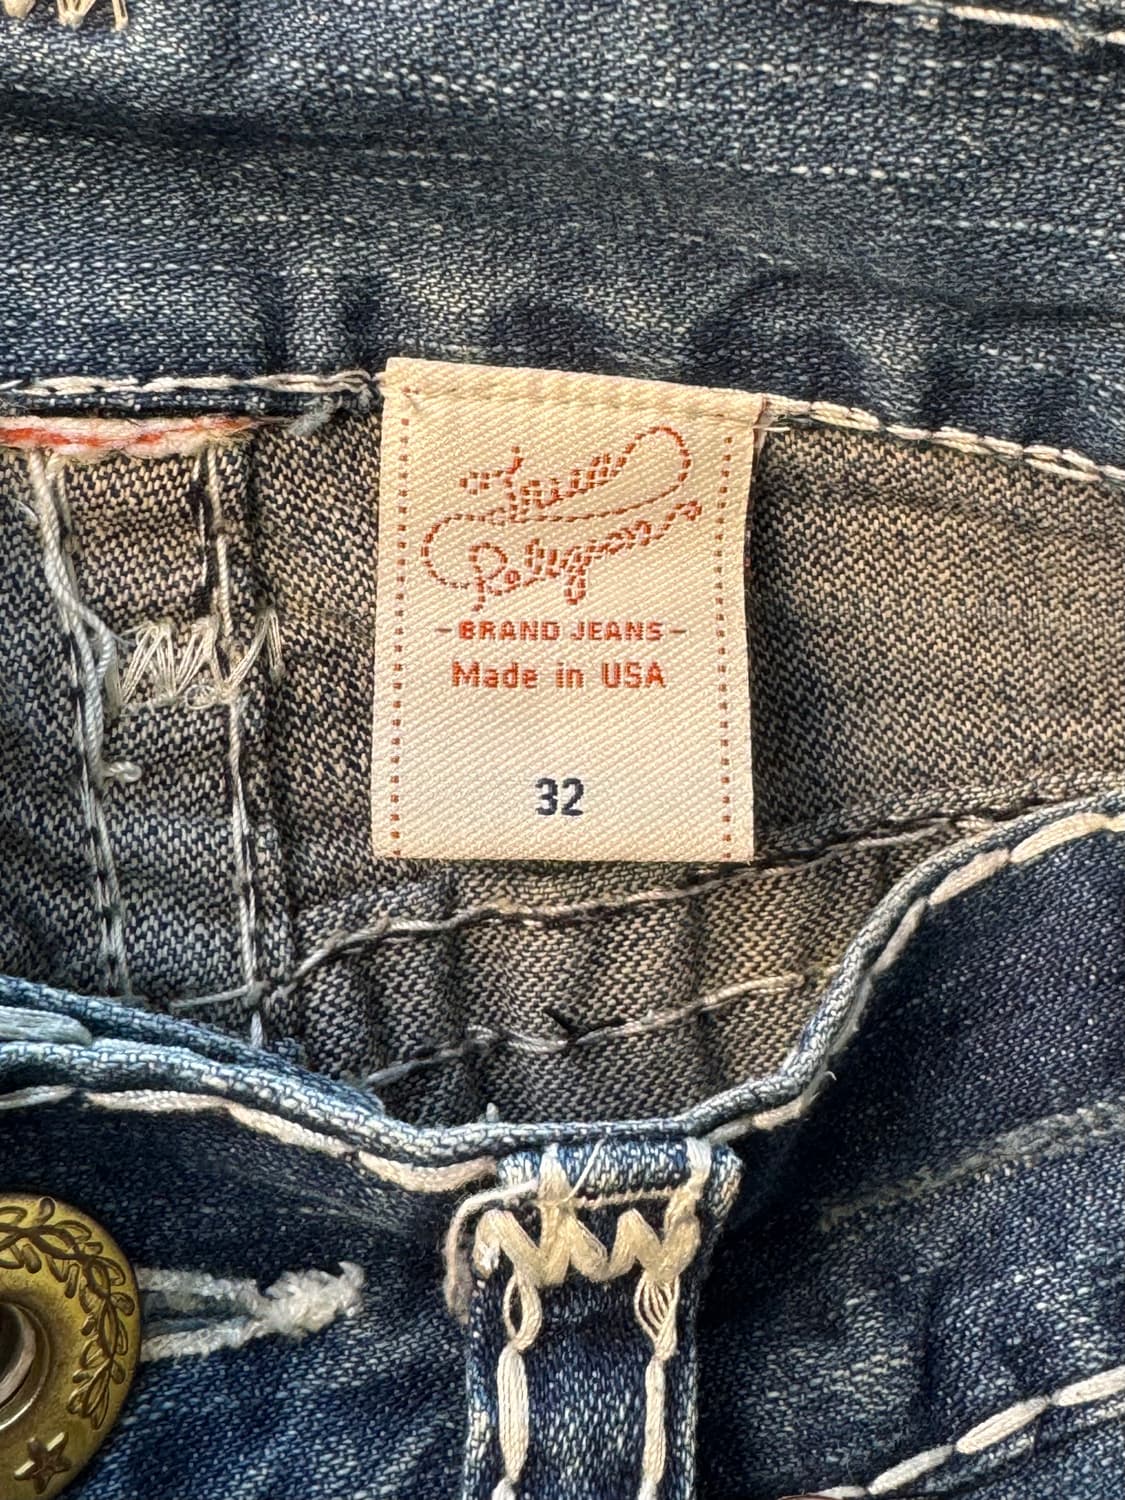 True
Religion
-BRAND JEANS-
Made in USA
32